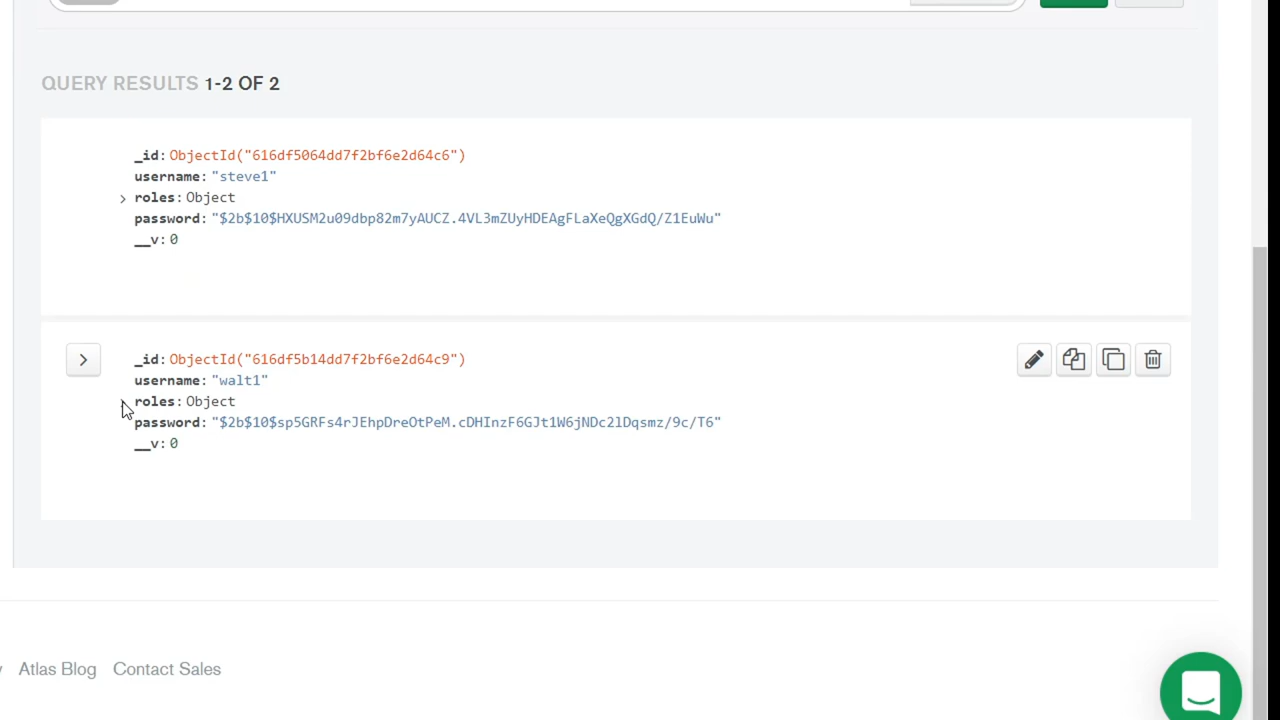 QUERY RESULTS 1-2 OF 2
_id: ObjectId("616df5064dd7f2bf6e2d64c6")
username: "steve1"
roles: Object
password: "$2b$10$HXUSM2u09dbp82m7yAUCZ.4VL3mZUyHDEAgFLaXeQgXGdQ/Z1EuWu"
__v: 0
_id: ObjectId("616df5b14dd7f2bf6e2d64c9")
username: "walt1"
roles: Object
password: "$2b$10$sp5GRFs4rJEhpDreOtPeM.cDHInzF6GJt1W6jNDc2lDqsmz/9c/T6"
__v: 0
Atlas Blog Contact Sales